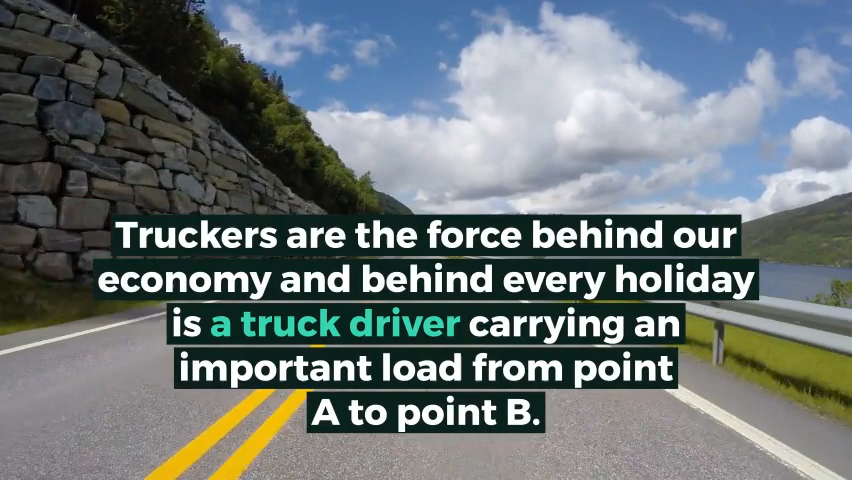 Truckers are the force behind our
economy and behind every holiday
is a truck driver carrying an
important load from point
A to point B.